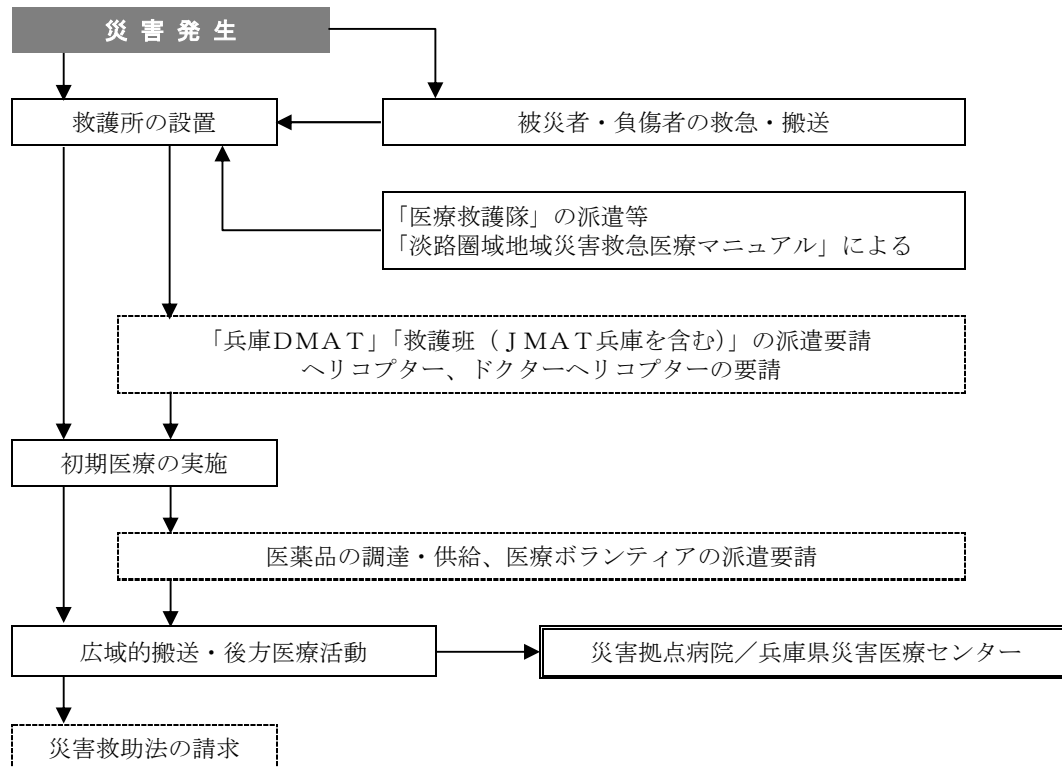 災害発生
救護所の設置
被災者・負傷者の救急・搬送
「医療救護隊」の派遣等
「淡路圏域地域災害救急医療マニュアル」による
「兵庫DMAT」「救護班（JMAT兵庫を含む）」の派遣要請
ヘリコプター、ドクターヘリコプターの要請
初期医療の実施
医薬品の調達・供給、医療ボランティアの派遣要請
広域的搬送・後方医療活動
災害拠点病院／兵庫県災害医療センター
災害救助法の請求